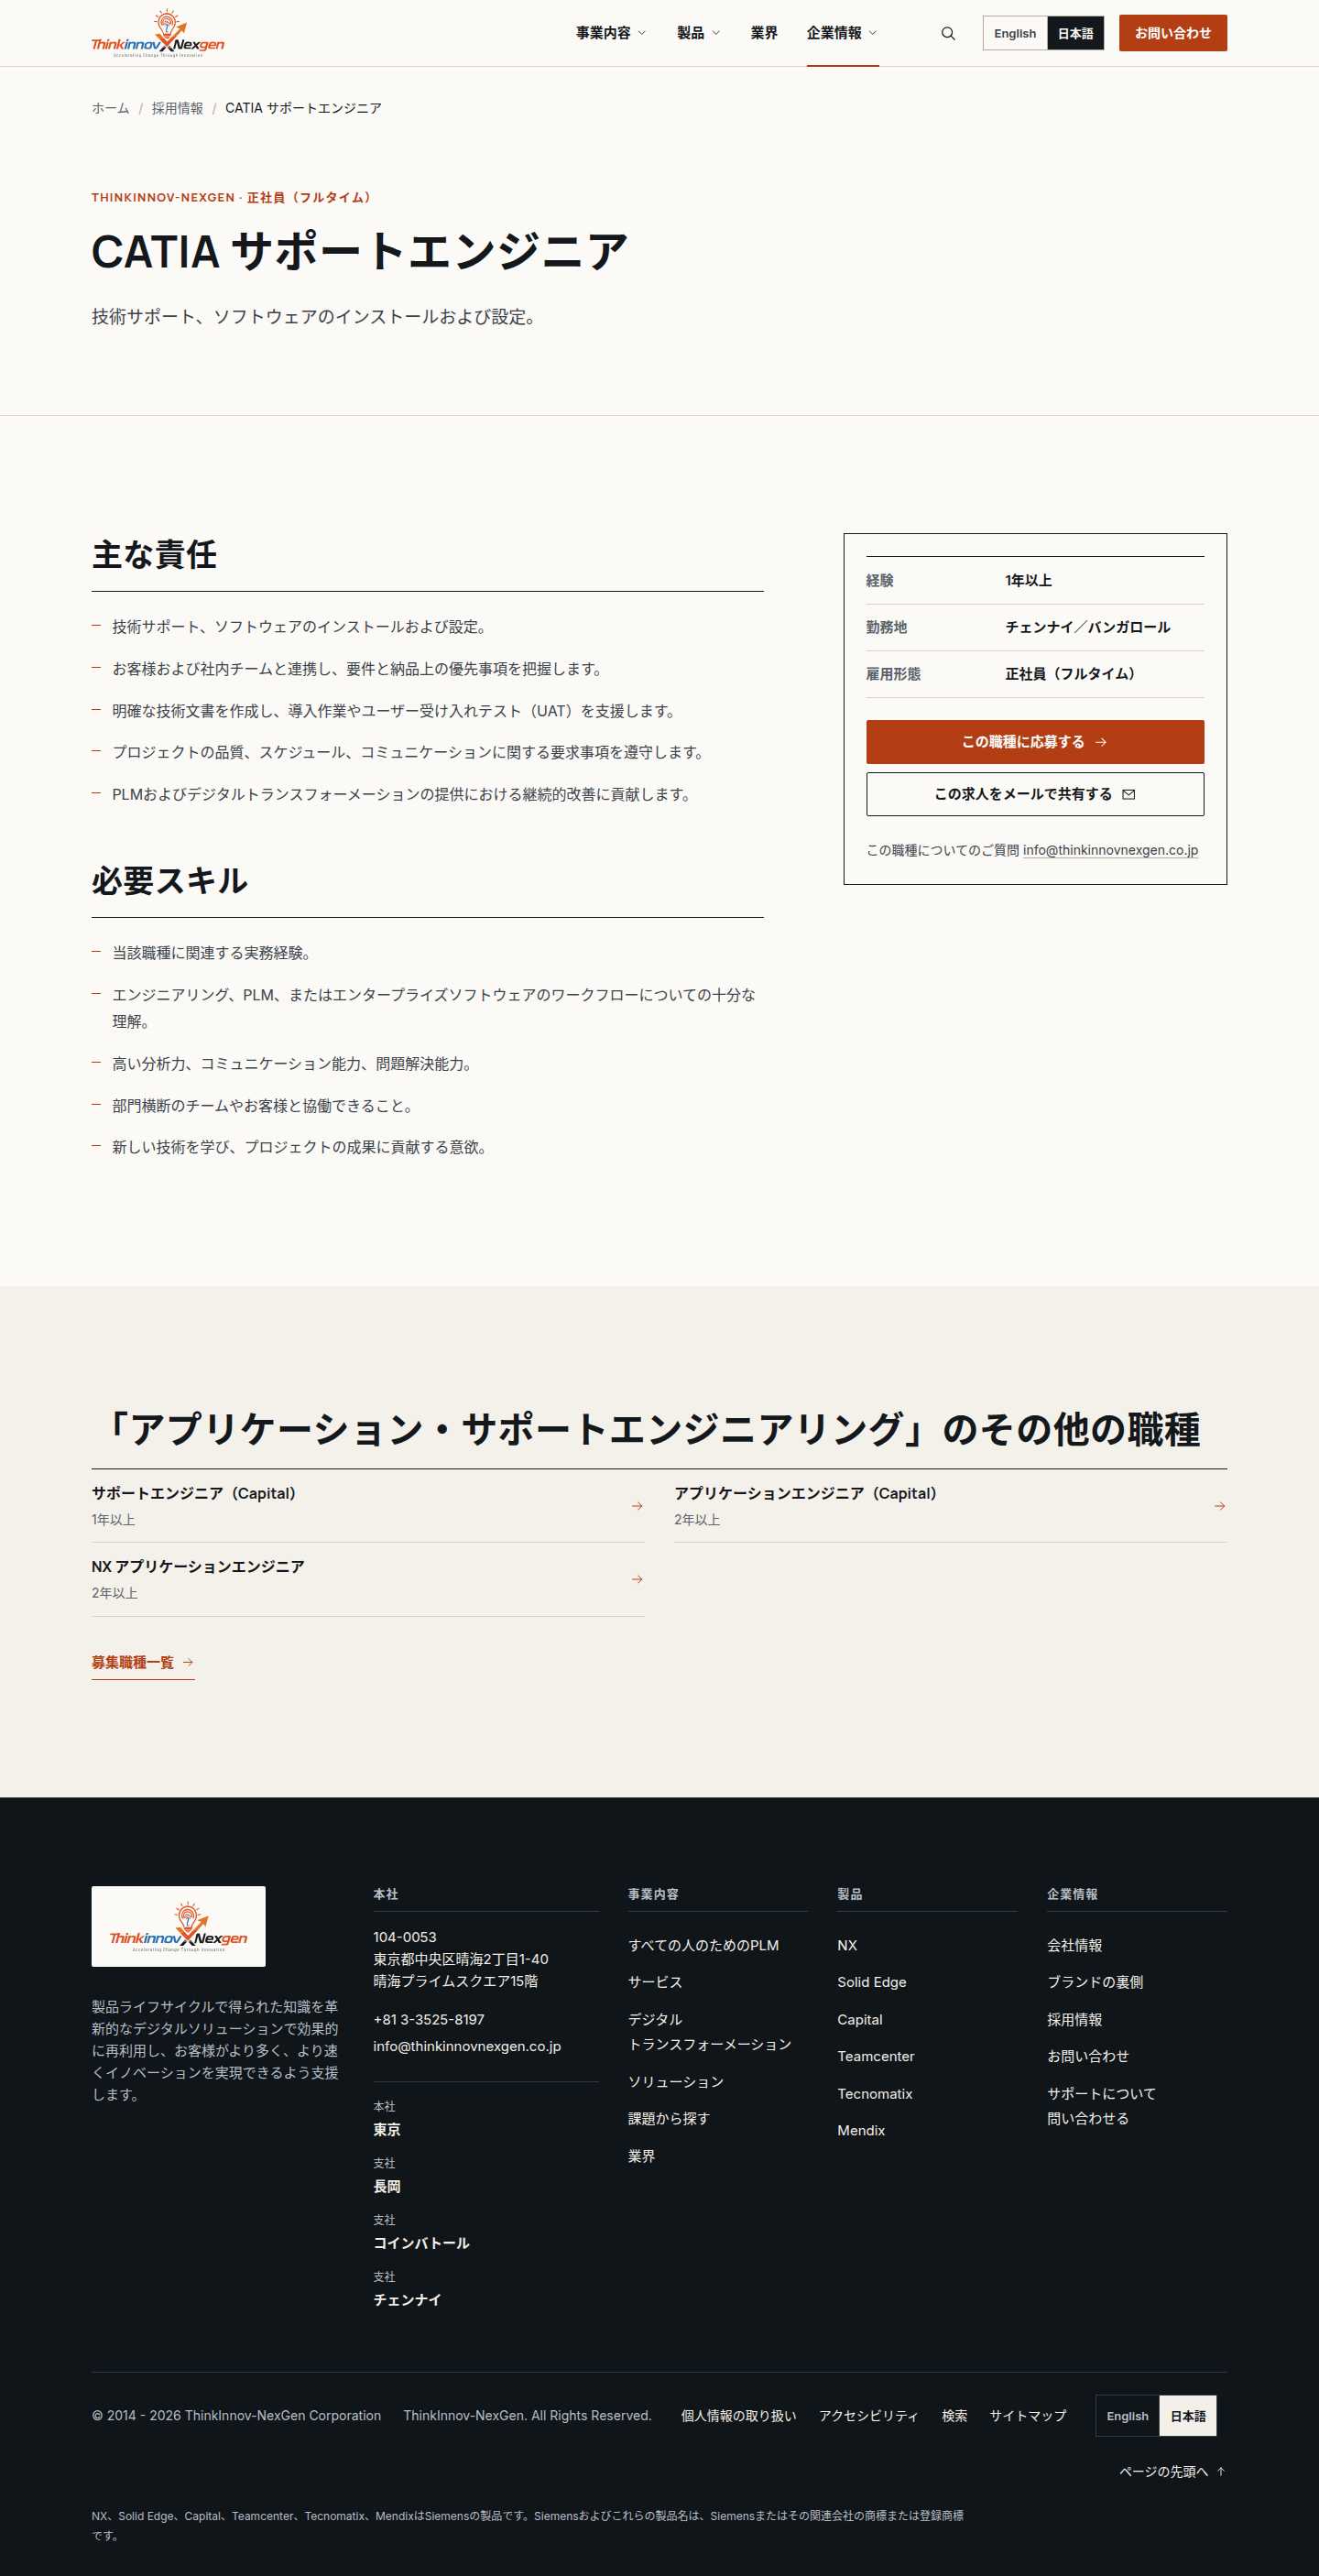 ThinkinnovXNexgen
Accelerating Change Through Innovation
事業内容
製品
業界
企業情報
English
日本語
お問い合わせ
ホーム / 採用情報 / CATIA サポートエンジニア
THINKINNOV-NEXGEN · 正社員（フルタイム）
CATIA サポートエンジニア
技術サポート、ソフトウェアのインストールおよび設定。
主な責任
技術サポート、ソフトウェアのインストールおよび設定。
お客様および社内チームと連携し、要件と納品上の優先事項を把握します。
明確な技術文書を作成し、導入作業やユーザー受け入れテスト（UAT）を支援します。
プロジェクトの品質、スケジュール、コミュニケーションに関する要求事項を遵守します。
PLMおよびデジタルトランスフォーメーションの提供における継続的改善に貢献します。
必要スキル
当該職種に関連する実務経験。
エンジニアリング、PLM、またはエンタープライズソフトウェアのワークフローについての十分な
理解。
高い分析力、コミュニケーション能力、問題解決能力。
部門横断のチームやお客様と協働できること。
新しい技術を学び、プロジェクトの成果に貢献する意欲。
経験 1年以上
勤務地 チェンナイ／バンガロール
雇用形態 正社員（フルタイム）
この職種に応募する →
この求人をメールで共有する
この職種についてのご質問 info@thinkinnovnexgen.co.jp
「アプリケーション・サポートエンジニアリング」のその他の職種
サポートエンジニア（Capital）
1年以上
→
アプリケーションエンジニア（Capital）
2年以上
→
NX アプリケーションエンジニア
2年以上
→
募集職種一覧 →
ThinkinnovXNexgen
Accelerating Change Through Innovation
製品ライフサイクルで得られた知識を革
新的なデジタルソリューションで効果的
に再利用し、お客様がより多く、より速
くイノベーションを実現できるよう支援
します。
本社
104-0053
東京都中央区晴海2丁目1-40
晴海プライムスクエア15階
+81 3-3525-8197
info@thinkinnovnexgen.co.jp
本社
東京
支社
長岡
支社
コインバトール
支社
チェンナイ
事業内容
すべての人のためのPLM
サービス
デジタル
トランスフォーメーション
ソリューション
課題から探す
業界
製品
NX
Solid Edge
Capital
Teamcenter
Tecnomatix
Mendix
企業情報
会社情報
ブランドの裏側
採用情報
お問い合わせ
サポートについて
問い合わせる
© 2014 - 2026 ThinkInnov-NexGen Corporation ThinkInnov-NexGen. All Rights Reserved. 個人情報の取り扱い アクセシビリティ 検索 サイトマップ English 日本語
ページの先頭へ ↑
NX、Solid Edge、Capital、Teamcenter、Tecnomatix、MendixはSiemensの製品です。Siemensおよびこれらの製品名は、Siemensまたはその関連会社の商標または登録商標
です。